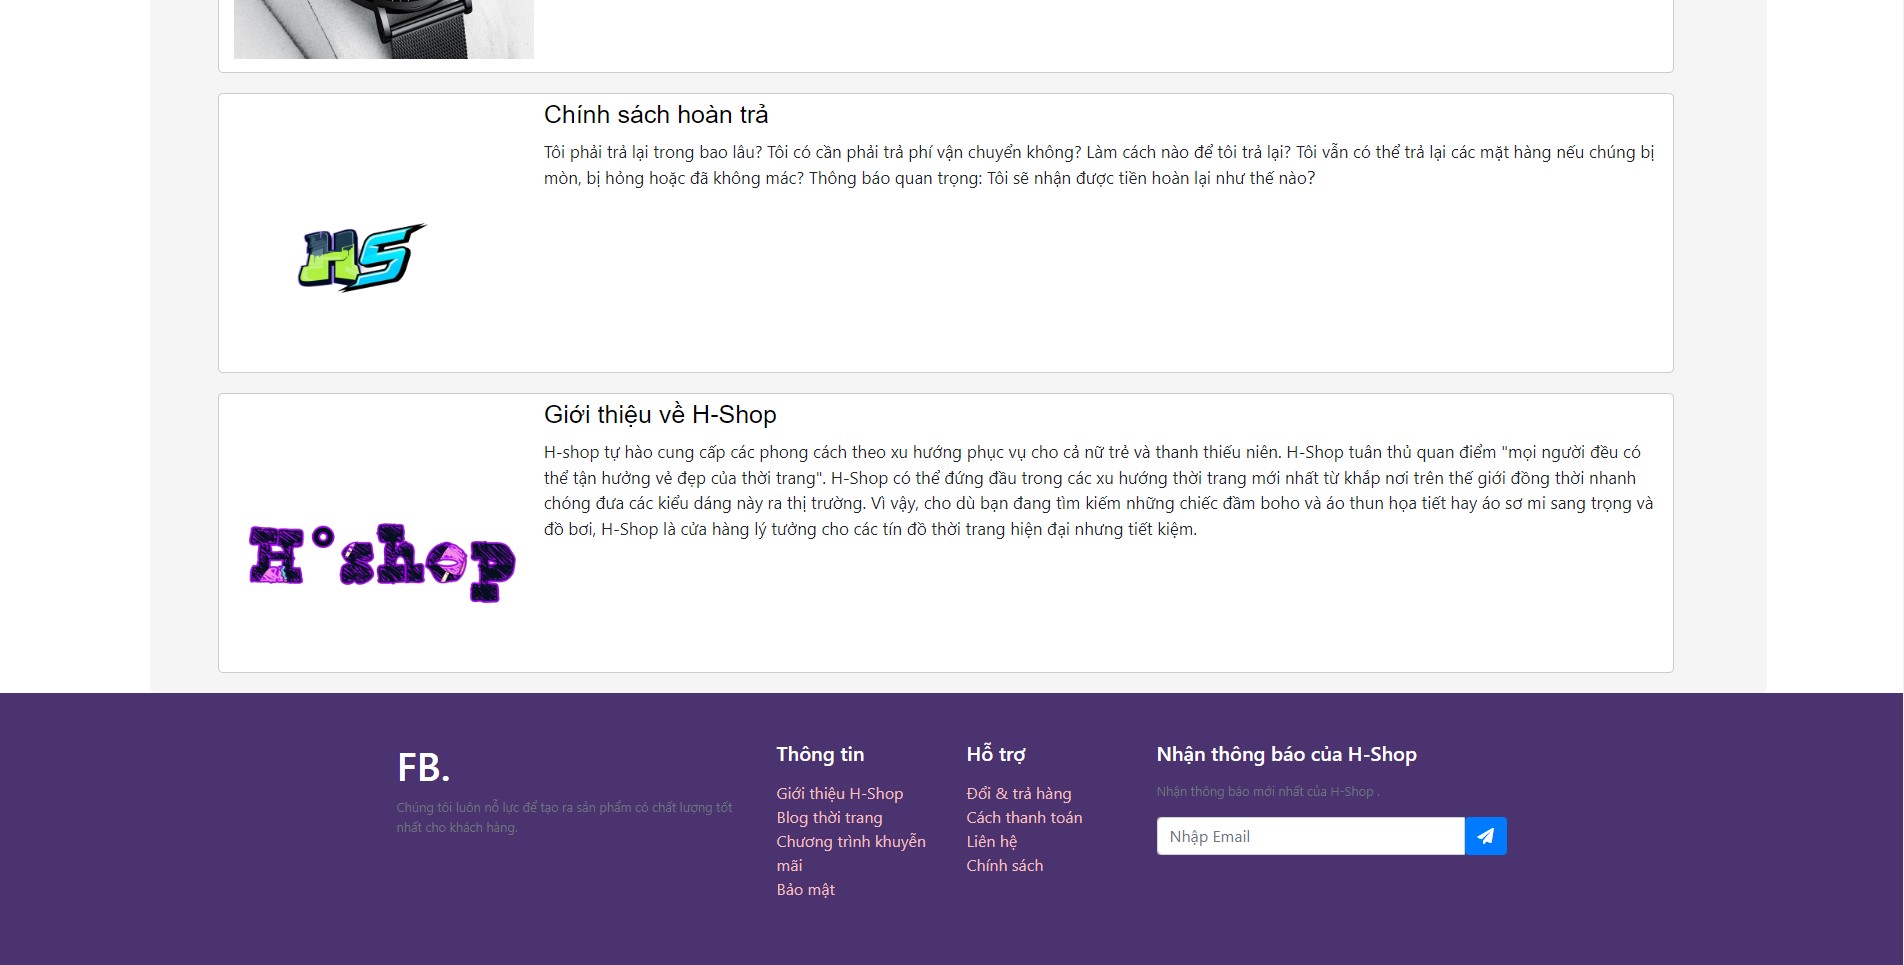 Chính sách hoàn trả
Tôi phải trả lại trong bao lâu? Tôi có cần phải trả phí vận chuyển không? Làm cách nào để tôi trả lại? Tôi vẫn có thể trả lại các mặt hàng nếu chúng bị
mòn, bị hỏng hoặc đã không mác? Thông báo quan trọng: Tôi sẽ nhận được tiền hoàn lại như thế nào?
HS
Giới thiệu về H-Shop
H-shop tự hào cung cấp các phong cách theo xu hướng phục vụ cho cả nữ trẻ và thanh thiếu niên. H-Shop tuân thủ quan điểm "mọi người đều có
thể tận hưởng vẻ đẹp của thời trang". H-Shop có thể đứng đầu trong các xu hướng thời trang mới nhất từ khắp nơi trên thế giới đồng thời nhanh
chóng đưa các kiểu dáng này ra thị trường. Vì vậy, cho dù bạn đang tìm kiếm những chiếc đầm boho và áo thun họa tiết hay áo sơ mi sang trọng và
đồ bơi, H-Shop là cửa hàng lý tưởng cho các tín đồ thời trang hiện đại nhưng tiết kiệm.
H°shop
FB.
Chúng tôi luôn nỗ lực để tạo ra sản phẩm có chất lượng tốt
nhất cho khách hàng.
Thông tin
Giới thiệu H-Shop
Blog thời trang
Chương trình khuyễn
mãi
Bảo mật
Hỗ trợ
Đổi & trả hàng
Cách thanh toán
Liên hệ
Chính sách
Nhận thông báo của H-Shop
Nhận thông báo mới nhất của H-Shop .
Nhập Email